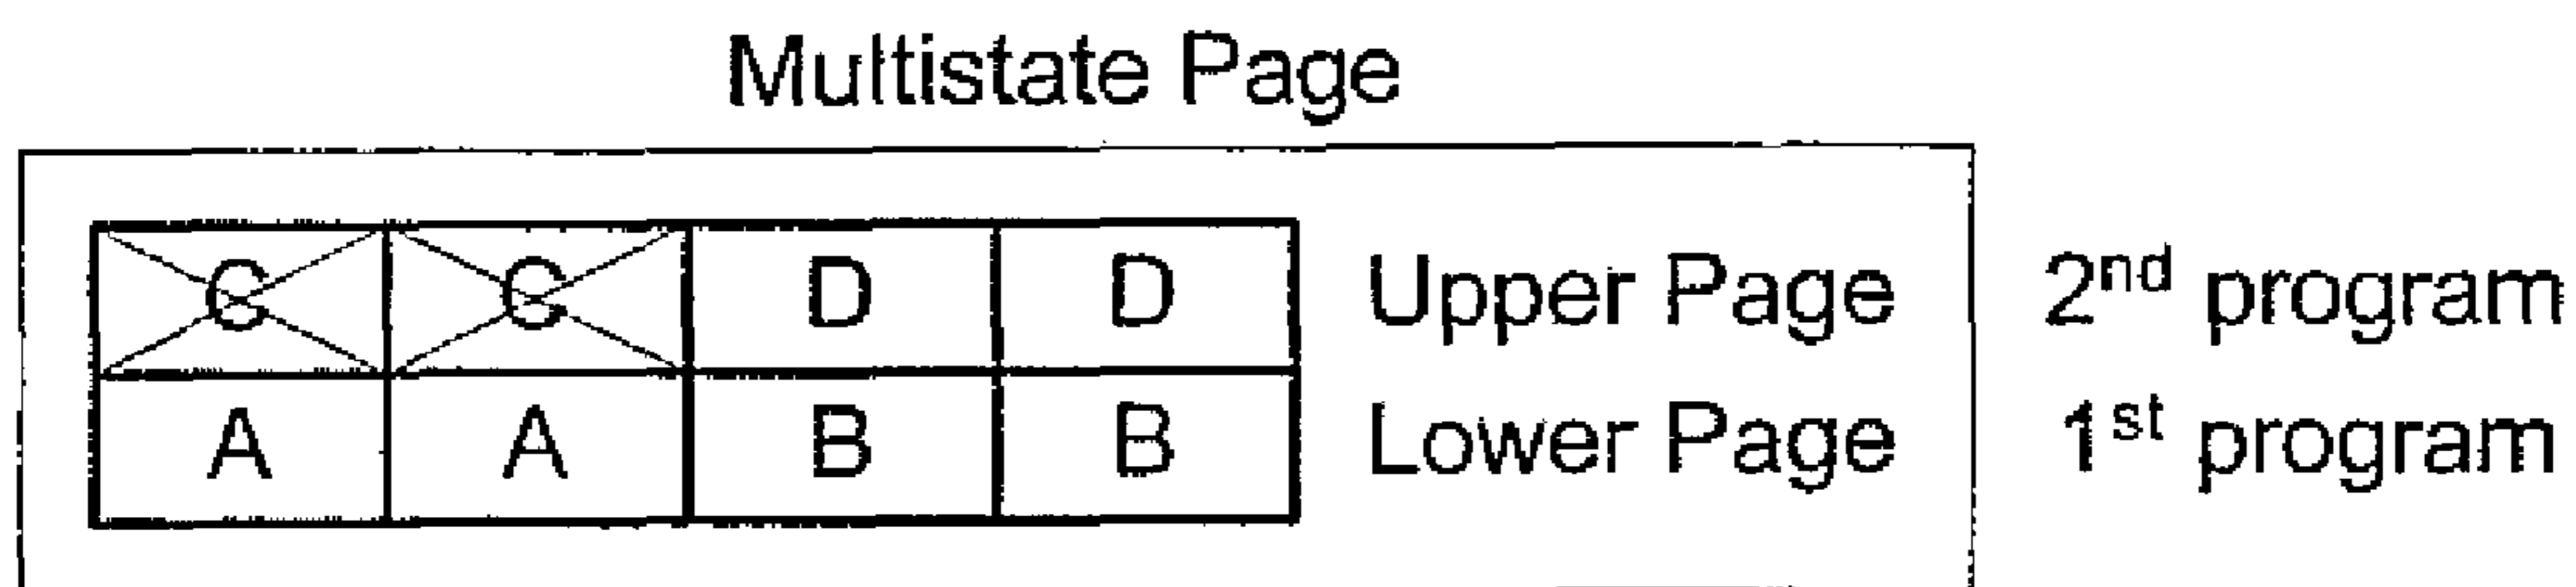 Multistate Page
C C D D Upper Page 2nd program
A A B B Lower Page 1st program